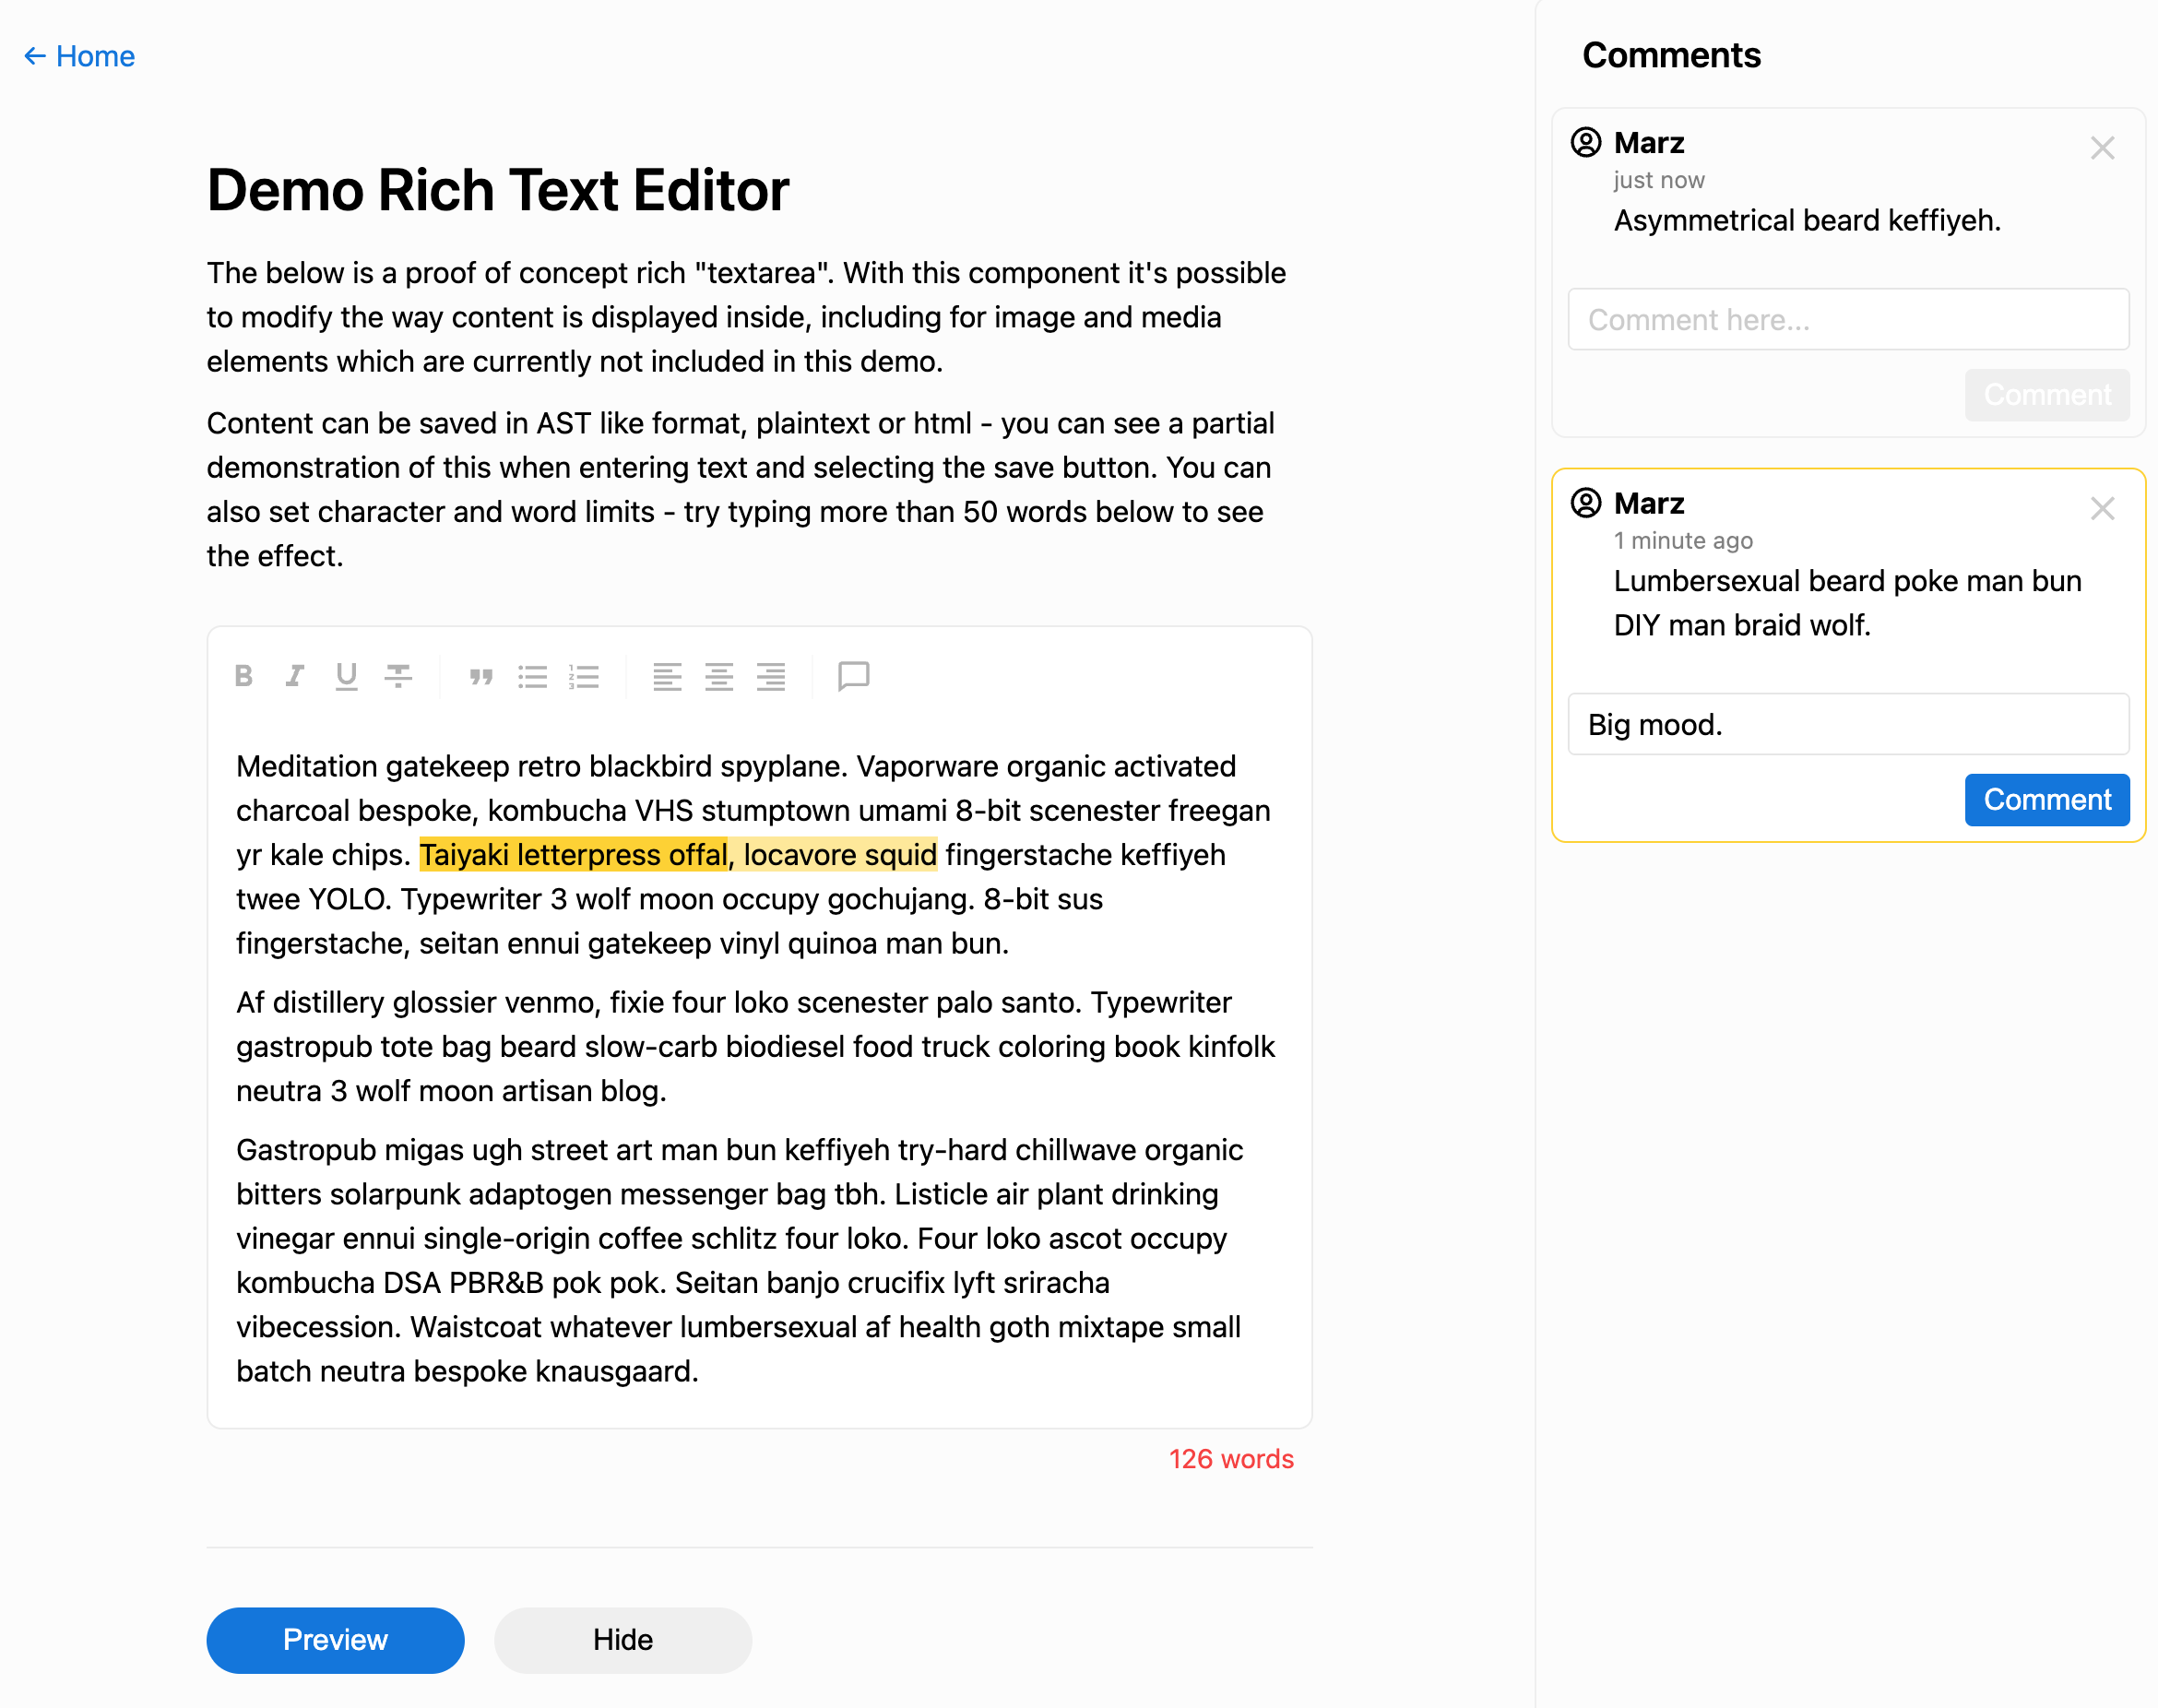 ← Home
Demo Rich Text Editor
The below is a proof of concept rich "textarea". With this component it's possible
to modify the way content is displayed inside, including for image and media
elements which are currently not included in this demo.
Content can be saved in AST like format, plaintext or html - you can see a partial
demonstration of this when entering text and selecting the save button. You can
also set character and word limits - try typing more than 50 words below to see
the effect.
B I U S
Meditation gatekeep retro blackbird spyplane. Vaporware organic activated
charcoal bespoke, kombucha VHS stumptown umami 8-bit scenester freegan
yr kale chips. Taiyaki letterpress offal, locavore squid fingerstache keffiyeh
twee YOLO. Typewriter 3 wolf moon occupy gochujang. 8-bit sus
fingerstache, seitan ennui gatekeep vinyl quinoa man bun.
Af distillery glossier venmo, fixie four loko scenester palo santo. Typewriter
gastropub tote bag beard slow-carb biodiesel food truck coloring book kinfolk
neutra 3 wolf moon artisan blog.
Gastropub migas ugh street art man bun keffiyeh try-hard chillwave organic
bitters solarpunk adaptogen messenger bag tbh. Listicle air plant drinking
vinegar ennui single-origin coffee schlitz four loko. Four loko ascot occupy
kombucha DSA PBR&B pok pok. Seitan banjo crucifix lyft sriracha
vibecession. Waistcoat whatever lumbersexual af health goth mixtape small
batch neutra bespoke knausgaard.
126 words
Preview
Hide
Comments
Marz
just now
Asymmetrical beard keffiyeh.
Comment here...
Comment
Marz
1 minute ago
Lumbersexual beard poke man bun
DIY man braid wolf.
Big mood.
Comment